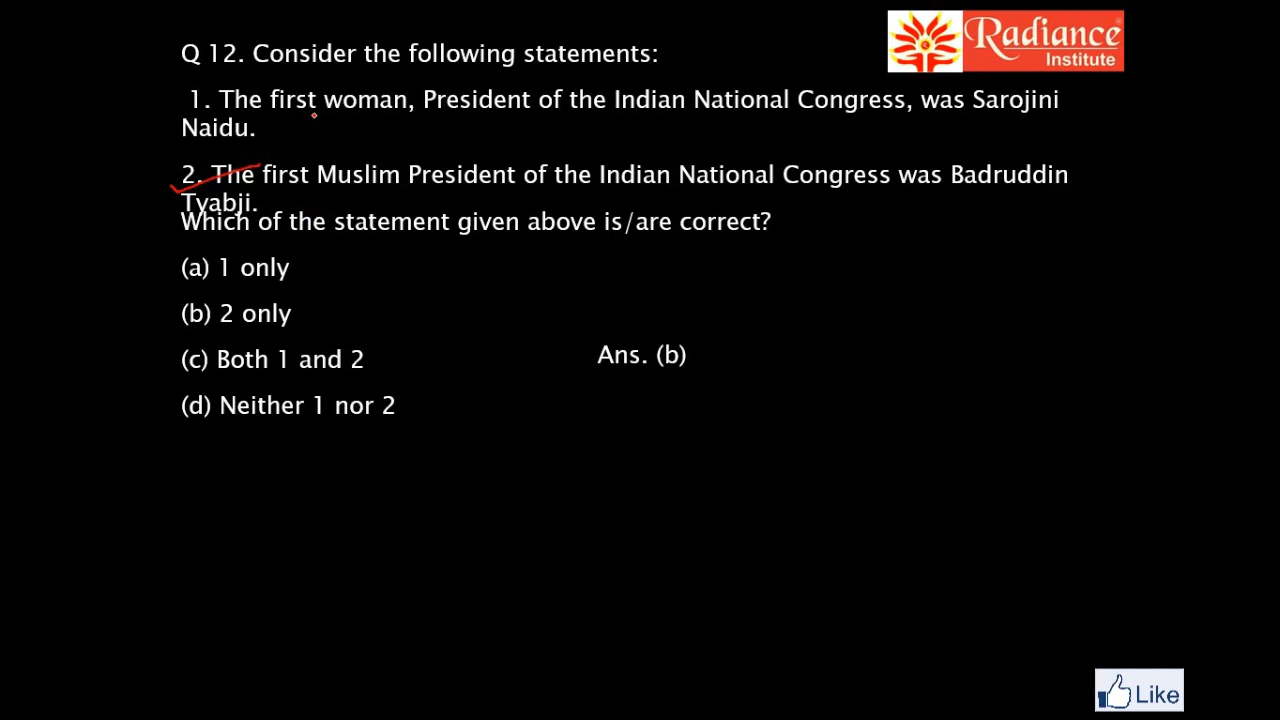 Radiance
Institute
Q 12. Consider the following statements:
1. The first woman, President of the Indian National Congress, was Sarojini
Naidu.
2. The first Muslim President of the Indian National Congress was Badruddin
Tyabji.
Which of the statement given above is/are correct?
(a) 1 only
(b) 2 only
(c) Both 1 and 2
Ans. (b)
(d) Neither 1 nor 2
Like